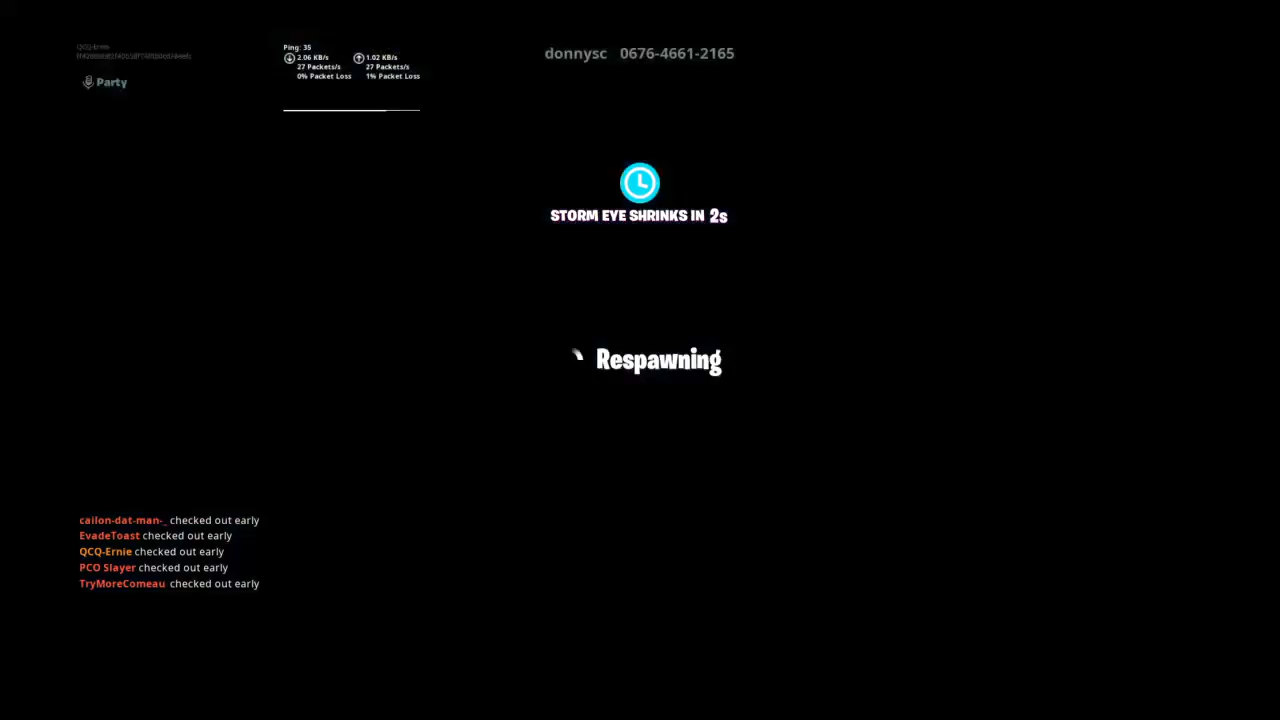 QCQ-Ernie
Party
Ping: 35
2.06 KB/s 1.02 KB/s
27 Packets/s 27 Packets/s
0% Packet Loss 1% Packet Loss
donnysc 0676-4661-2165
STORM EYE SHRINKS IN 2s
Respawning
cailon-dat-man-_ checked out early
EvadeToast checked out early
QCQ-Ernie checked out early
PCO Slayer checked out early
TryMoreComeau checked out early